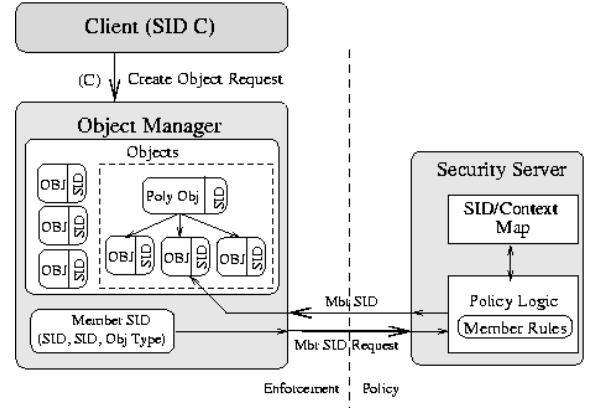 Client (SID C)
(C) Create Object Request
Object Manager
Objects
OBJ SID
OBJ SID
OBJ SID
Poly Obj SID
OBJ SID
OBJ SID
OBJ SID
Member SID
(SID, SID, Obj Type)
Mbr SID
Mbr SID Request
Security Server
SID/Context
Map
Policy Logic
Member Rules
Enforcement
Policy